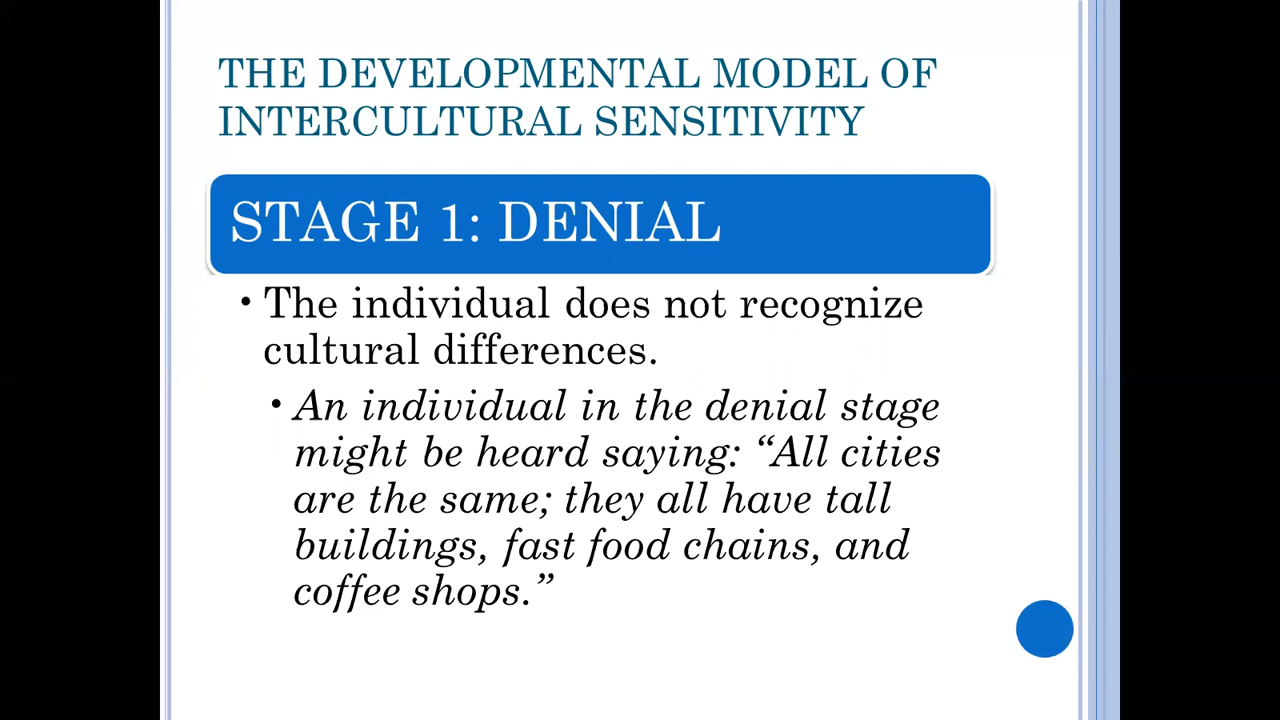 THE DEVELOPMENTAL MODEL OF
INTERCULTURAL SENSITIVITY
STAGE 1: DENIAL
• The individual does not recognize
cultural differences.
• An individual in the denial stage
might be heard saying: “All cities
are the same; they all have tall
buildings, fast food chains, and
coffee shops.”